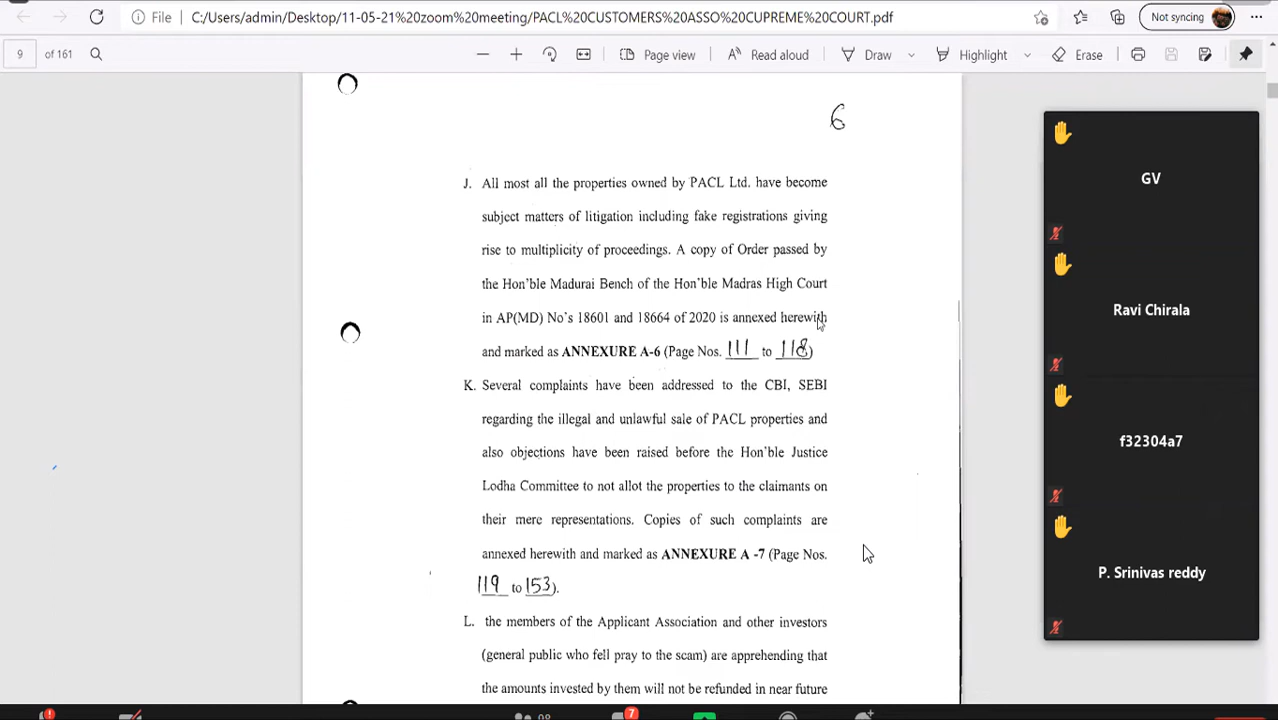 File
C:/Users/admin/Desktop/11-05-21%20zoom%20meeting/PACL%20CUSTOMERS%20ASSO%20CUPREME%20COURT.pdf
Not syncing
9 of 161
Page view
Read aloud
Draw
Highlight
Erase
6
J. All most all the properties owned by PACL Ltd. have become
subject matters of litigation including fake registrations giving
rise to multiplicity of proceedings. A copy of Order passed by
the Hon'ble Madurai Bench of the Hon'ble Madras High Court
in AP(MD) No's 18601 and 18664 of 2020 is annexed herewith
and marked as ANNEXURE A-6 (Page Nos. 111 to 118)
K. Several complaints have been addressed to the CBI, SEBI
regarding the illegal and unlawful sale of PACL properties and
also objections have been raised before the Hon'ble Justice
Lodha Committee to not allot the properties to the claimants on
their mere representations. Copies of such complaints are
annexed herewith and marked as ANNEXURE A -7 (Page Nos.
119 to 153).
L. the members of the Applicant Association and other investors
(general public who fell pray to the scam) are apprehending that
the amounts invested by them will not be refunded in near future
GV
Ravi Chirala
f32304a7
P. Srinivas reddy
7